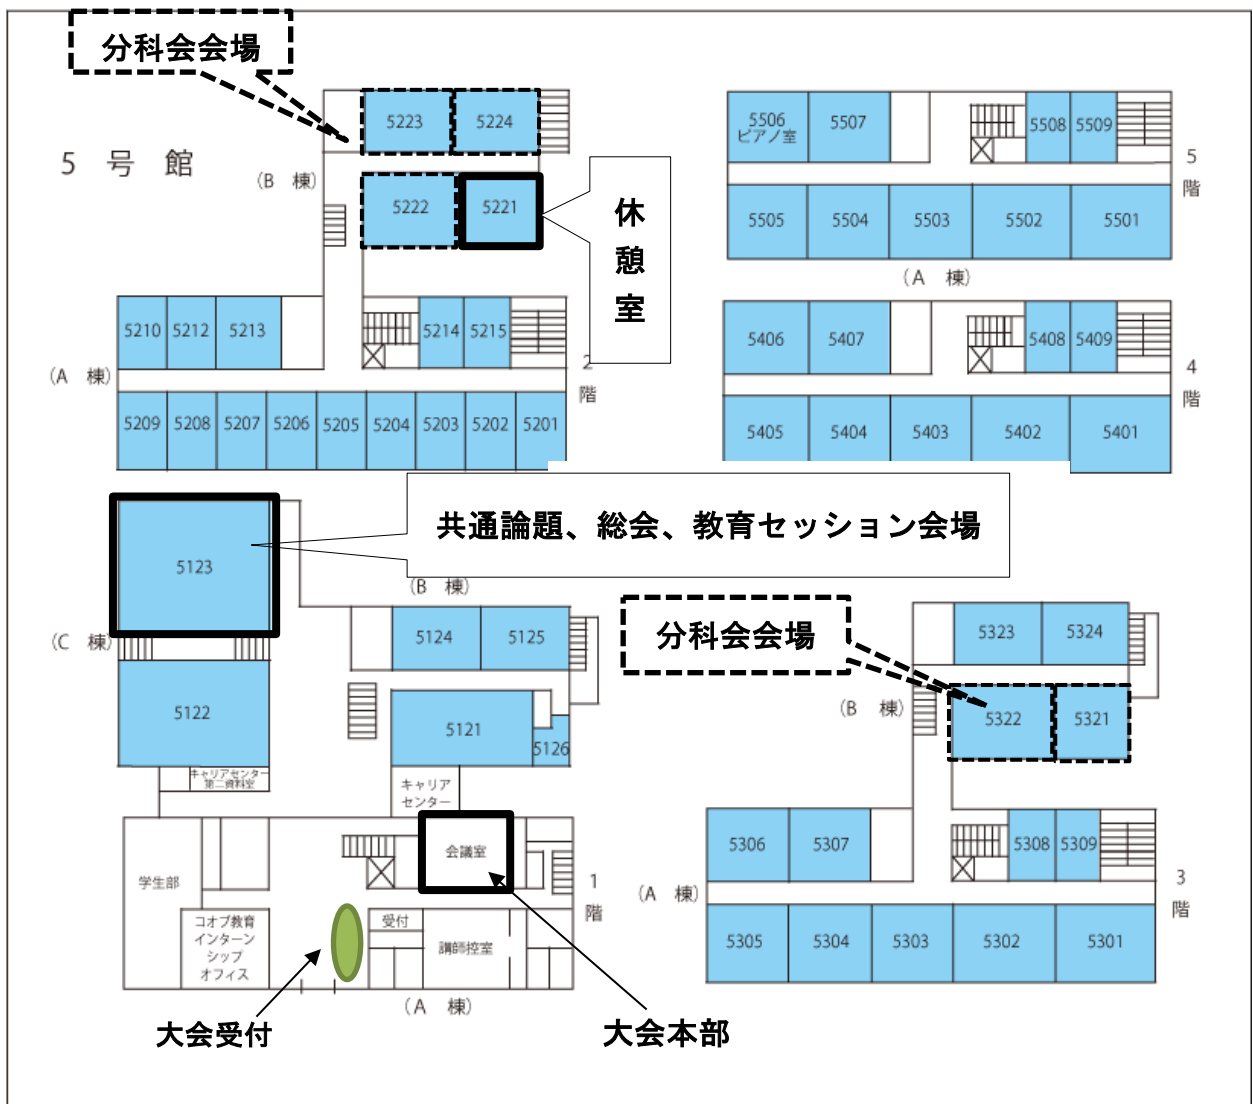 分科会会場
5 号 館
(B 棟)
5223
5224
5222
5221
休憩室
5210
5212
5213
5214
5215
(A 棟)
2階
5209
5208
5207
5206
5205
5204
5203
5202
5201
5506
ピアノ室
5507
5508
5509
5階
5505
5504
5503
5502
5501
(A 棟)
5406
5407
5408
5409
4階
5405
5404
5403
5402
5401
共通論題、総会、教育セッション会場
5123
(B 棟)
(C 棟)
5124
5125
5122
5121
5126
キャリアセンター
第二資料室
キャリア
センター
会議室
学生部
1階
コオプ教育
インターン
シップ
オフィス
受付
講師控室
(A 棟)
大会受付
大会本部
分科会会場
5323
5324
(B 棟)
5322
5321
5306
5307
5308
5309
(A 棟)
3階
5305
5304
5303
5302
5301